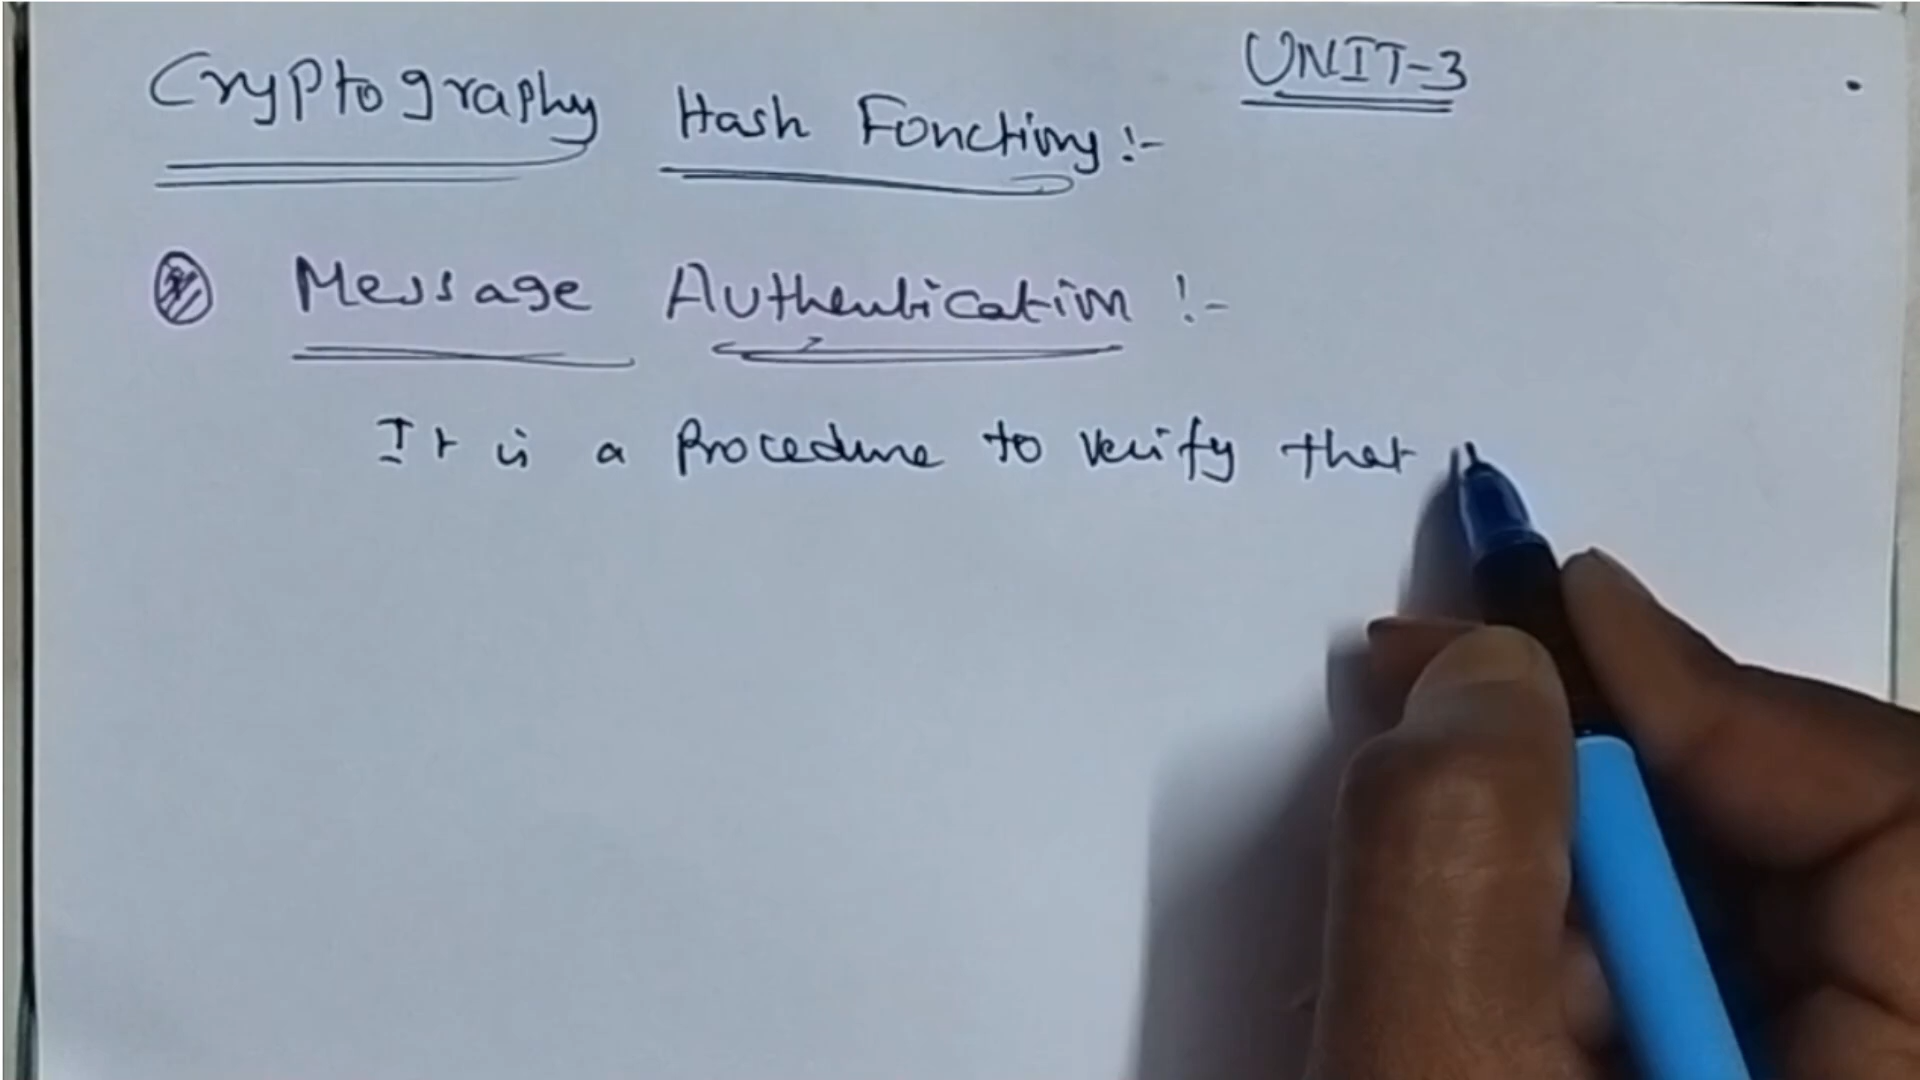 UNIT-3
Cryptography Hash Functions :-
Message Authentication :-
It is a Procedure to verify that